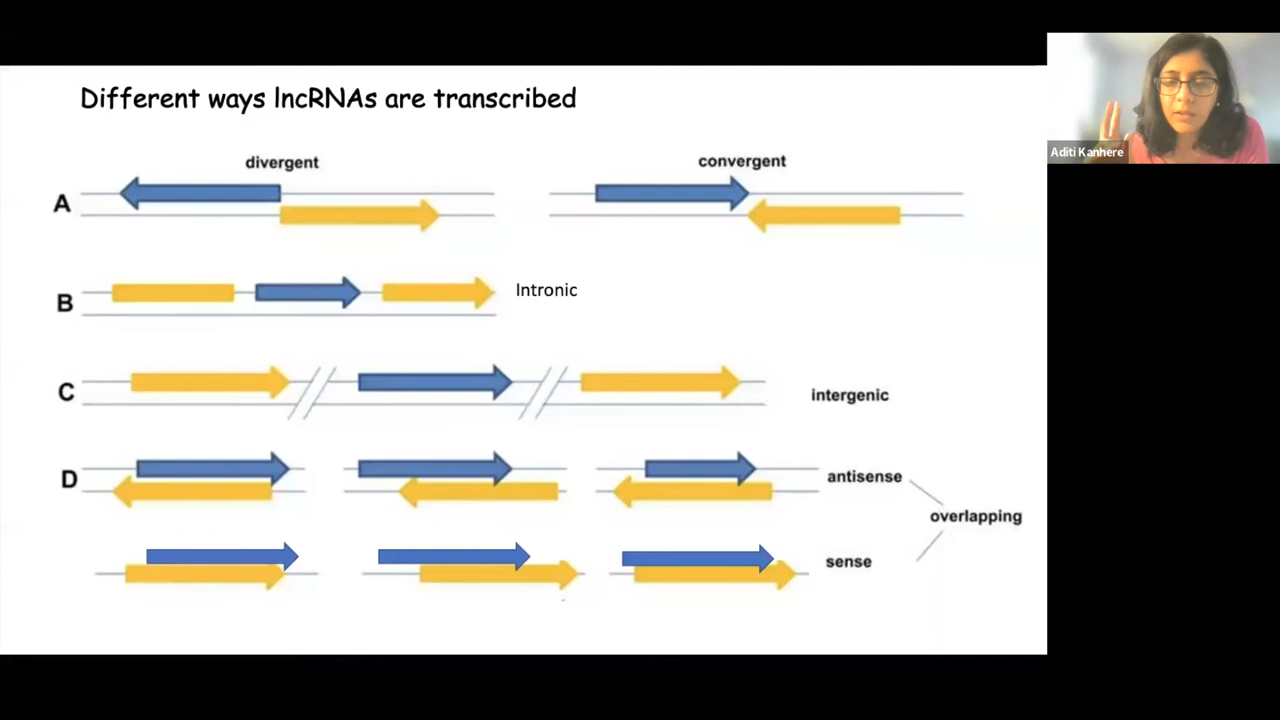 Different ways lncRNAs are transcribed
Aditi Kanhere
divergent
convergent
A
B
Intronic
C
intergenic
D
antisense
overlapping
sense